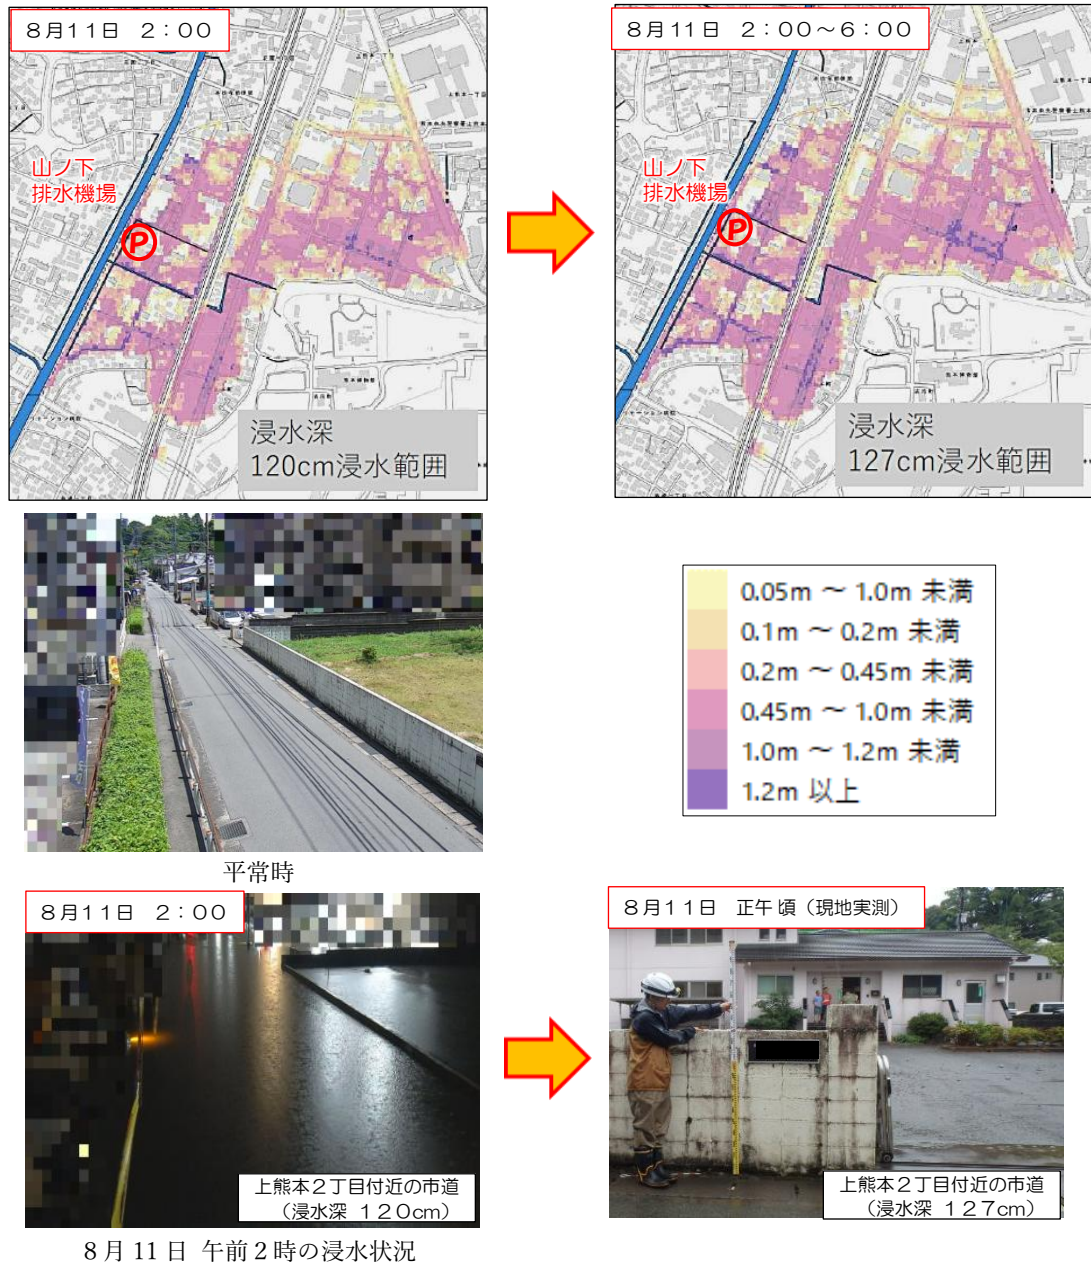 8月11日 2：00
8月11日 2：00～6：00
山ノ下
排水機場
P
山ノ下
排水機場
P
浸水深
120cm浸水範囲
浸水深
127cm浸水範囲
0.05m ～ 1.0m 未満
0.1m ～ 0.2m 未満
0.2m ～ 0.45m 未満
0.45m ～ 1.0m 未満
1.0m ～ 1.2m 未満
1.2m 以上
平常時
8月11日 2：00
8月11日 正午頃（現地実測）
上熊本2丁目付近の市道
（浸水深 120cm）
上熊本2丁目付近の市道
（浸水深 127cm）
8月11日 午前2時の浸水状況